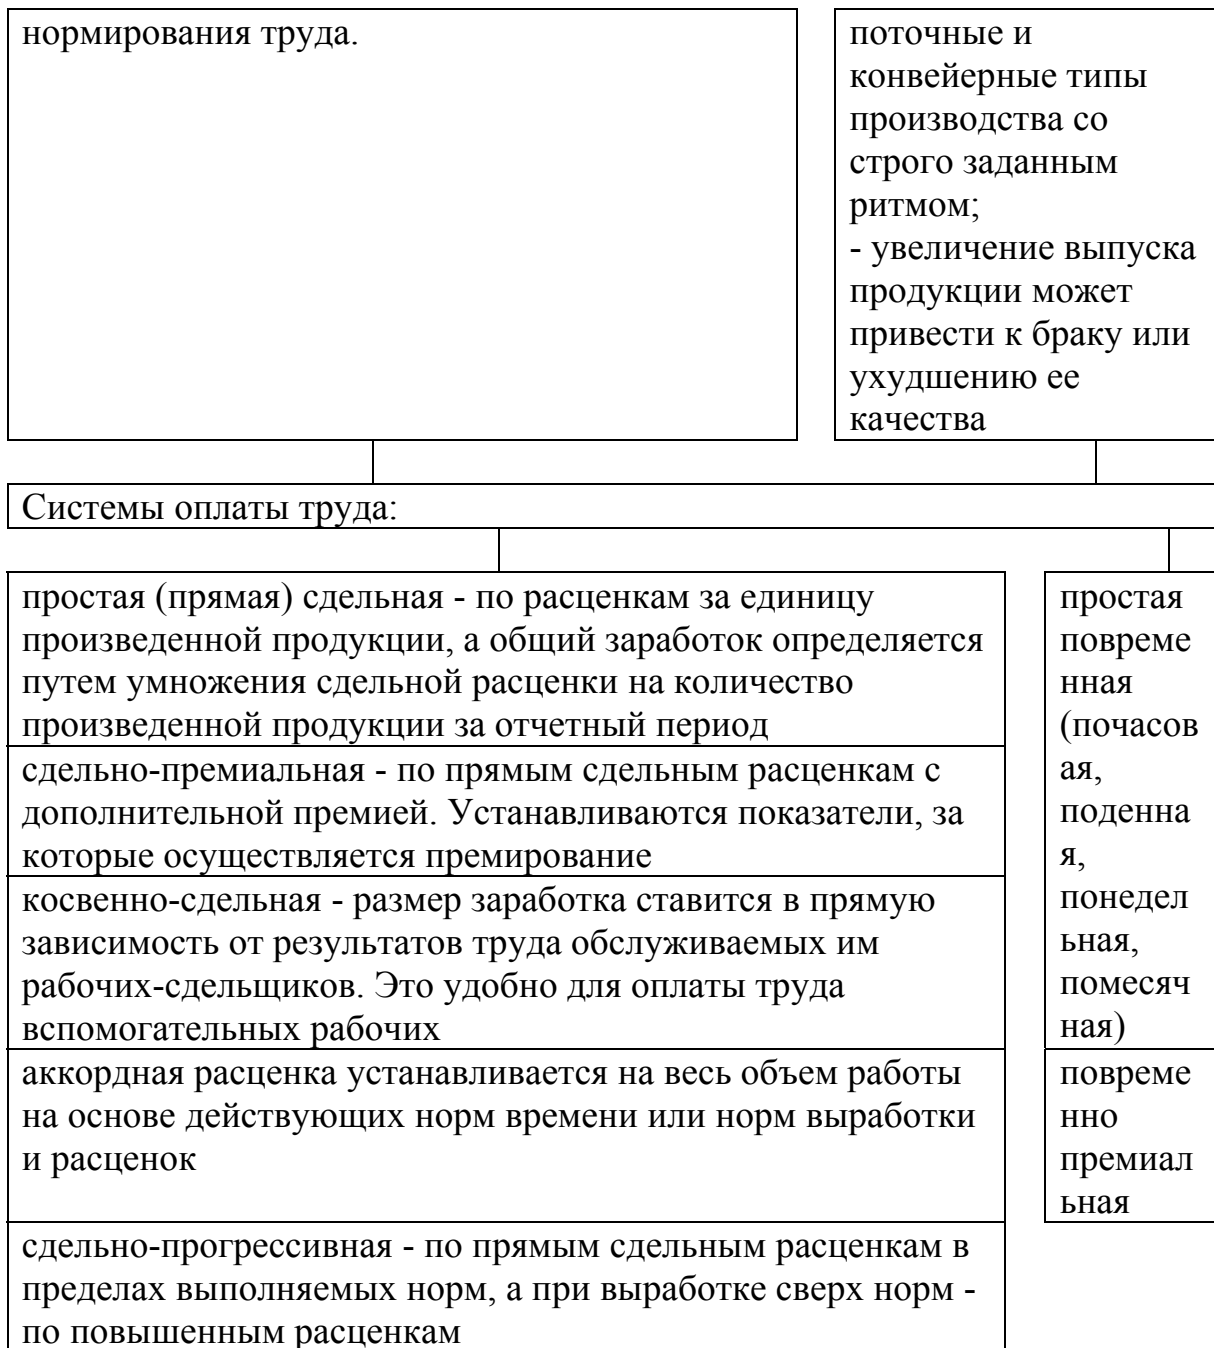 нормирования труда.
поточные и
конвейерные типы
производства со
строго заданным
ритмом;
- увеличение выпуска
продукции может
привести к браку или
ухудшению ее
качества
Системы оплаты труда:
простая (прямая) сдельная - по расценкам за единицу
произведенной продукции, а общий заработок определяется
путем умножения сдельной расценки на количество
произведенной продукции за отчетный период
сдельно-премиальная - по прямым сдельным расценкам с
дополнительной премией. Устанавливаются показатели, за
которые осуществляется премирование
косвенно-сдельная - размер заработка ставится в прямую
зависимость от результатов труда обслуживаемых им
рабочих-сдельщиков. Это удобно для оплаты труда
вспомогательных рабочих
аккордная расценка устанавливается на весь объем работы
на основе действующих норм времени или норм выработки
и расценок
сдельно-прогрессивная - по прямым сдельным расценкам в
пределах выполняемых норм, а при выработке сверх норм -
по повышенным расценкам
простая
повреме
нная
(почасов
ая,
поденна
я,
понедел
ьная,
помесяч
ная)
повреме
нно
премиал
ьная